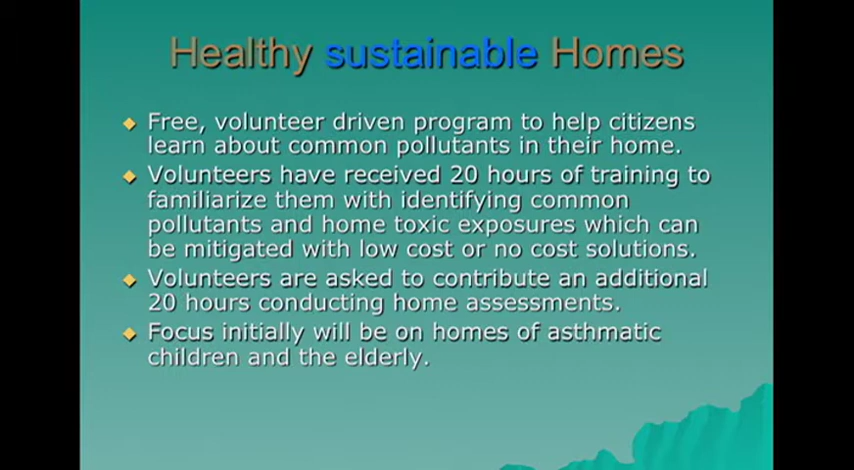 Healthy sustainable Homes
Free, volunteer driven program to help citizens
learn about common pollutants in their home.
Volunteers have received 20 hours of training to
familiarize them with identifying common
pollutants and home toxic exposures which can
be mitigated with low cost or no cost solutions.
Volunteers are asked to contribute an additional
20 hours conducting home assessments.
Focus initially will be on homes of asthmatic
children and the elderly.